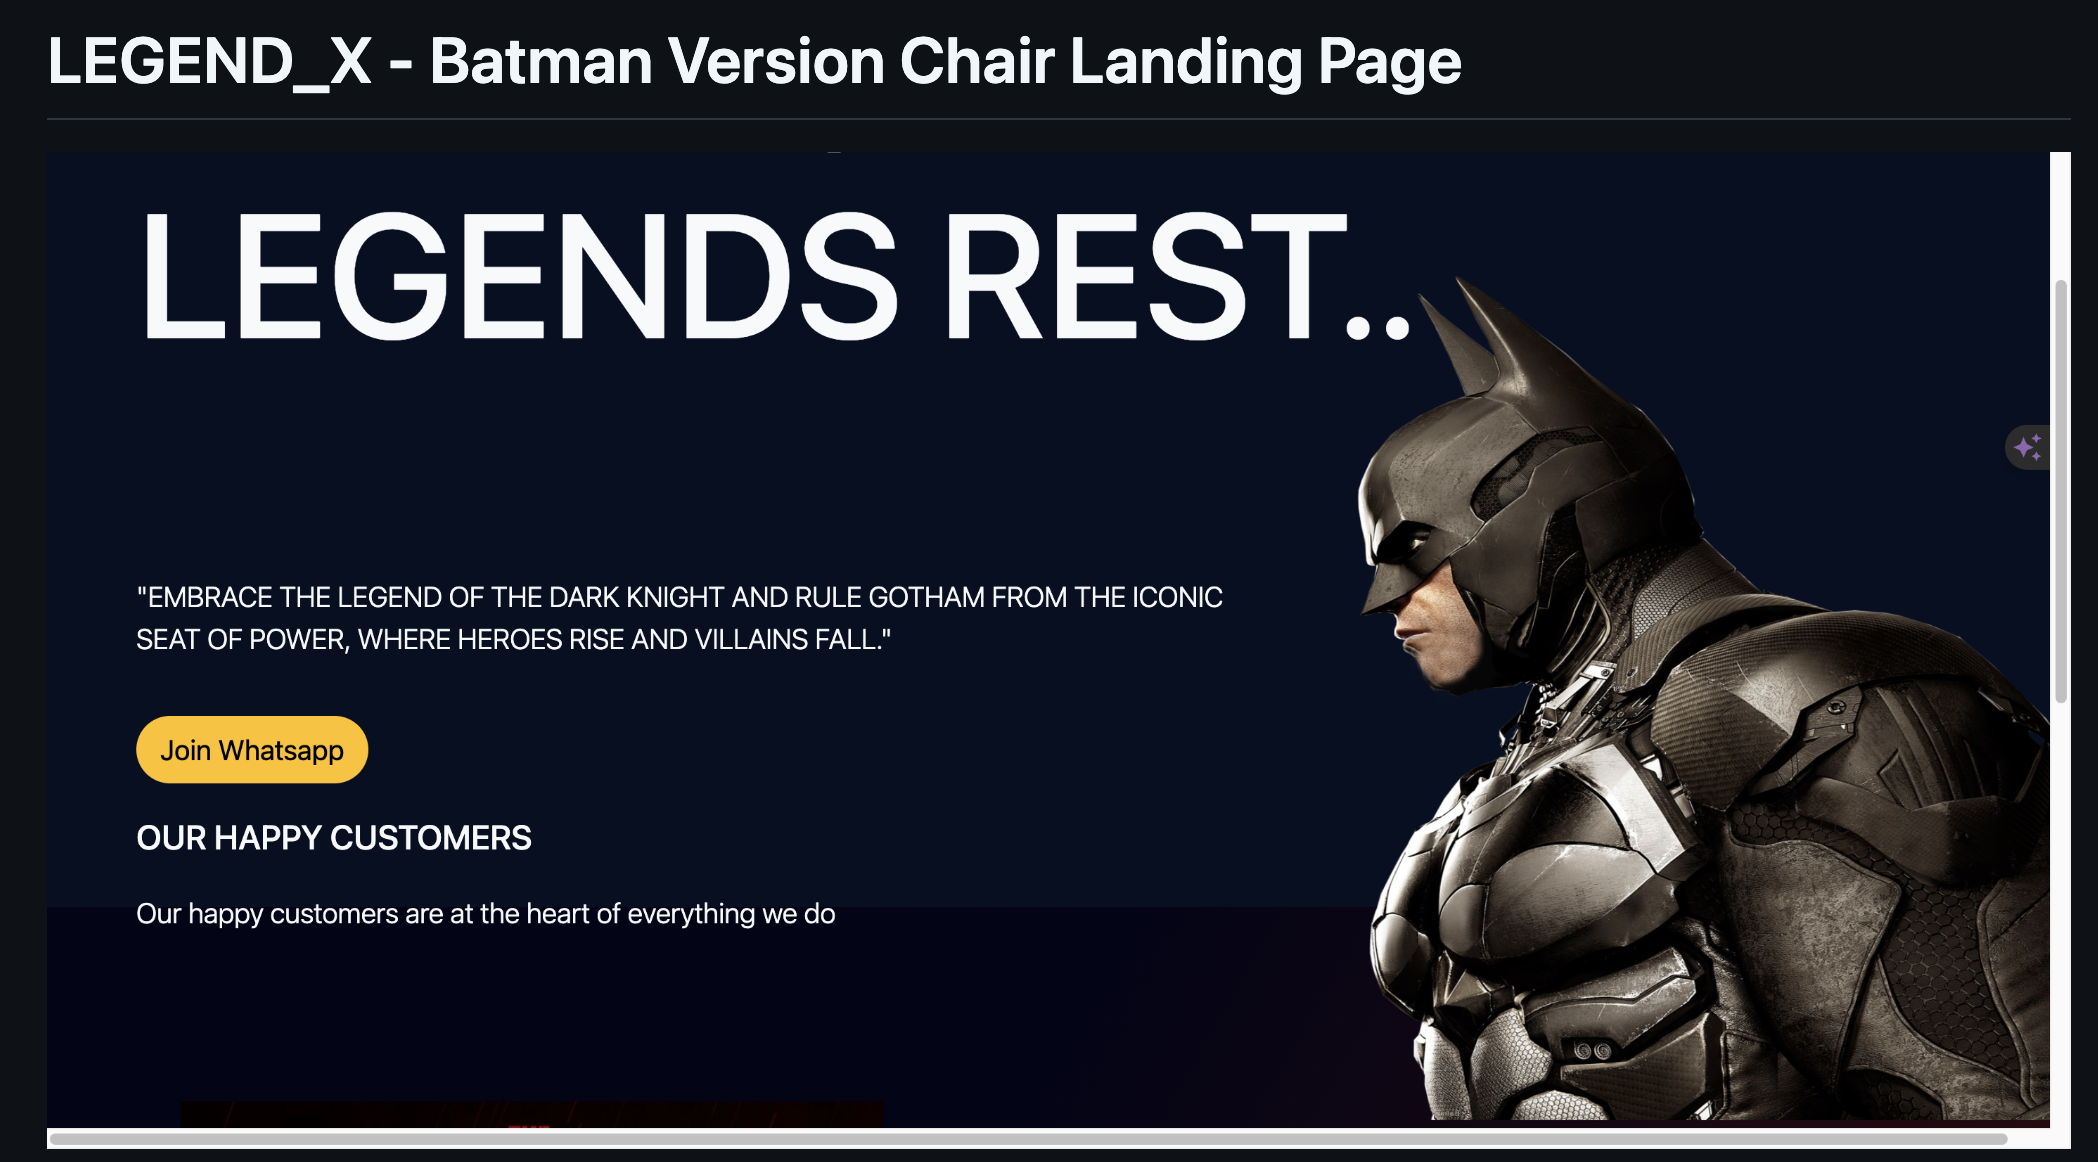 LEGEND_X - Batman Version Chair Landing Page
LEGENDS REST..
"EMBRACE THE LEGEND OF THE DARK KNIGHT AND RULE GOTHAM FROM THE ICONIC
SEAT OF POWER, WHERE HEROES RISE AND VILLAINS FALL."
Join Whatsapp
OUR HAPPY CUSTOMERS
Our happy customers are at the heart of everything we do